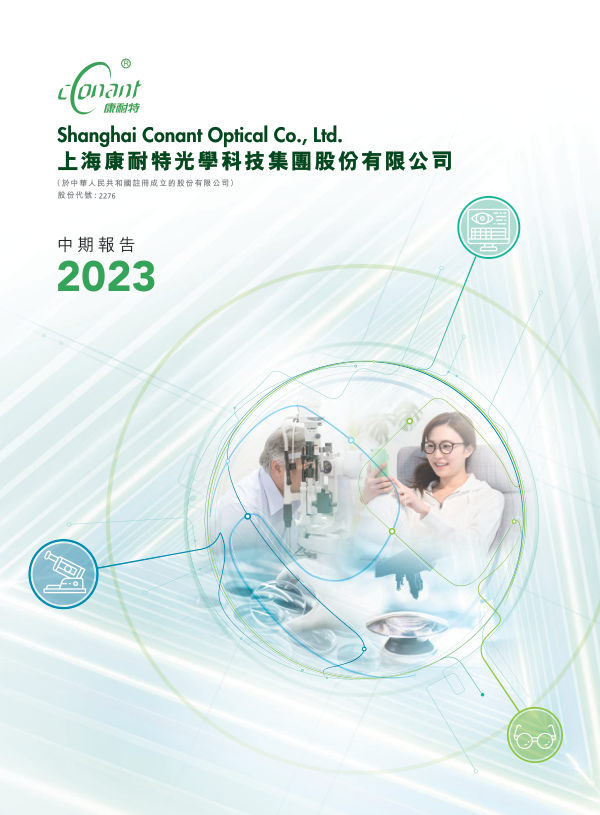 Conant®
康耐特
Shanghai Conant Optical Co., Ltd.
上海康耐特光學科技集團股份有限公司
（於中華人民共和國註冊成立的股份有限公司）
股份代號：2276
中期報告
2023